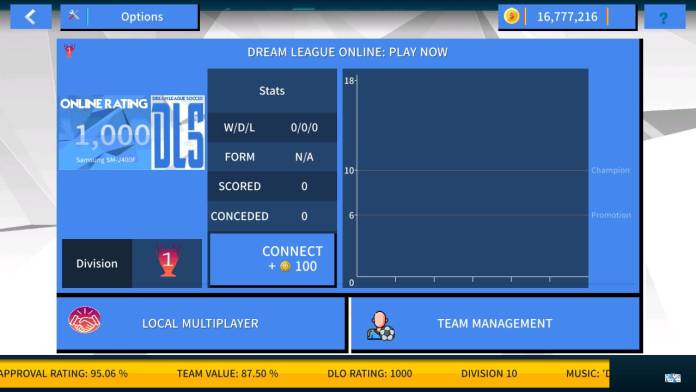 Options
16,777,216
?
DREAM LEAGUE ONLINE: PLAY NOW
ONLINE RATING
1,000
Samsung SM-J400F
DREAM LEAGUE SOCCER
DLS
Stats
W/D/L 0/0/0
FORM N/A
SCORED 0
CONCEDED 0
CONNECT
+ 100
Division 1
18
10
Champion
6
Promotion
0
LOCAL MULTIPLAYER
TEAM MANAGEMENT
APPROVAL RATING: 95.06 % TEAM VALUE: 87.50 % DLO RATING: 1000 DIVISION 10 MUSIC: 'D